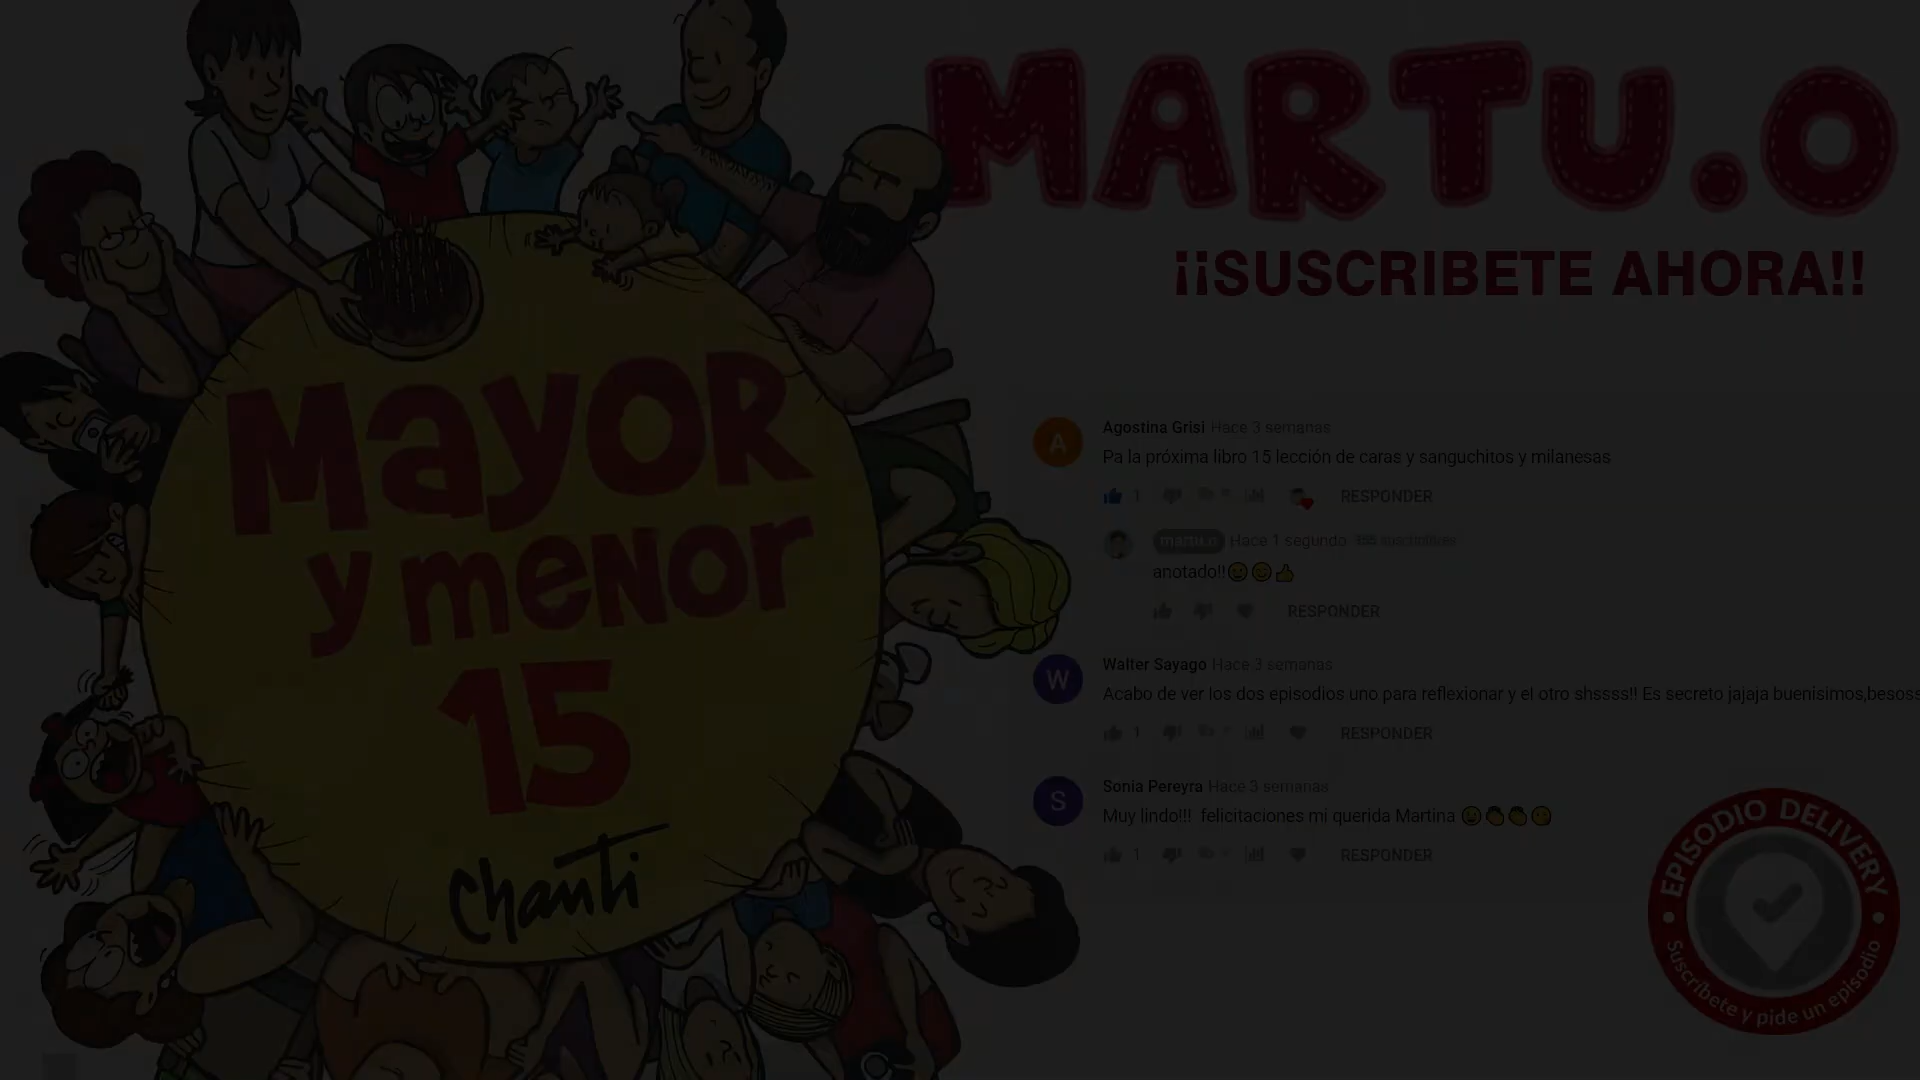 MARTU.O
¡¡SUSCRIBETE AHORA!!
Mayor
y menor
15
chanti
A
Agostina Grisi Hace 3 semanas
Pa la próxima libro 15 lección de caras y sanguchitos y milanesas
1 RESPONDER
martu.o Hace 1 segundo suscriptores
anotado!!😀😊👍
RESPONDER
W
Walter Sayago Hace 3 semanas
Acabo de ver los dos episodios uno para reflexionar y el otro shssss!! Es secreto jajaja buenisimos,besoss
1 RESPONDER
S
Sonia Pereyra Hace 3 semanas
Muy lindo!!! felicitaciones mi querida Martina
1 RESPONDER
EPISODIO DELIVERY
Suscríbete y pide un episodio